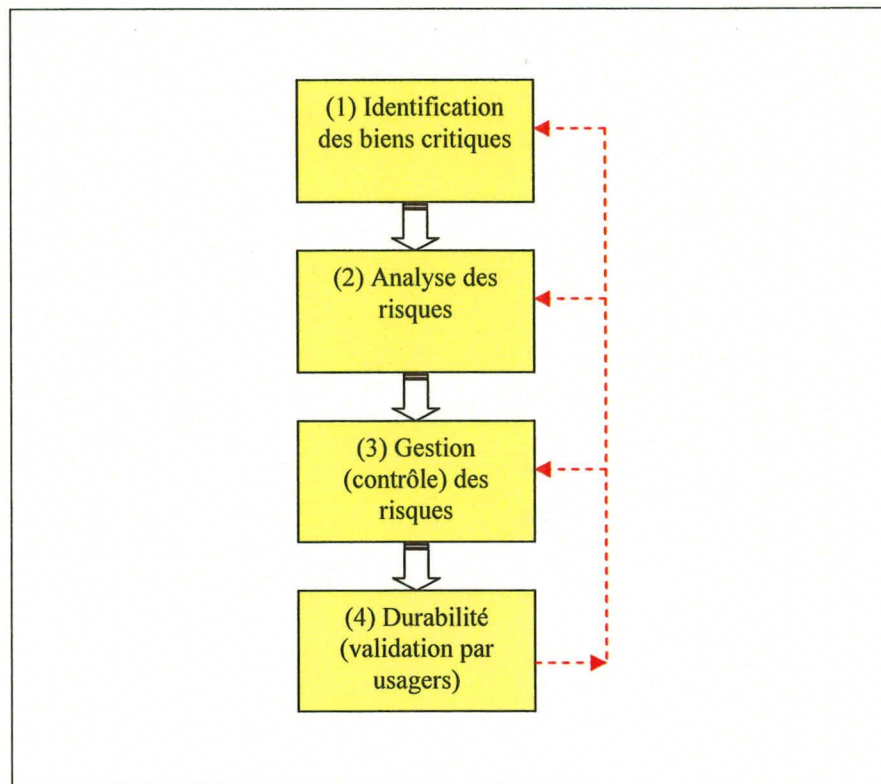 (1) Identification
des biens critiques
(2) Analyse des
risques
(3) Gestion
(contrôle) des
risques
(4) Durabilité
(validation par
usagers)